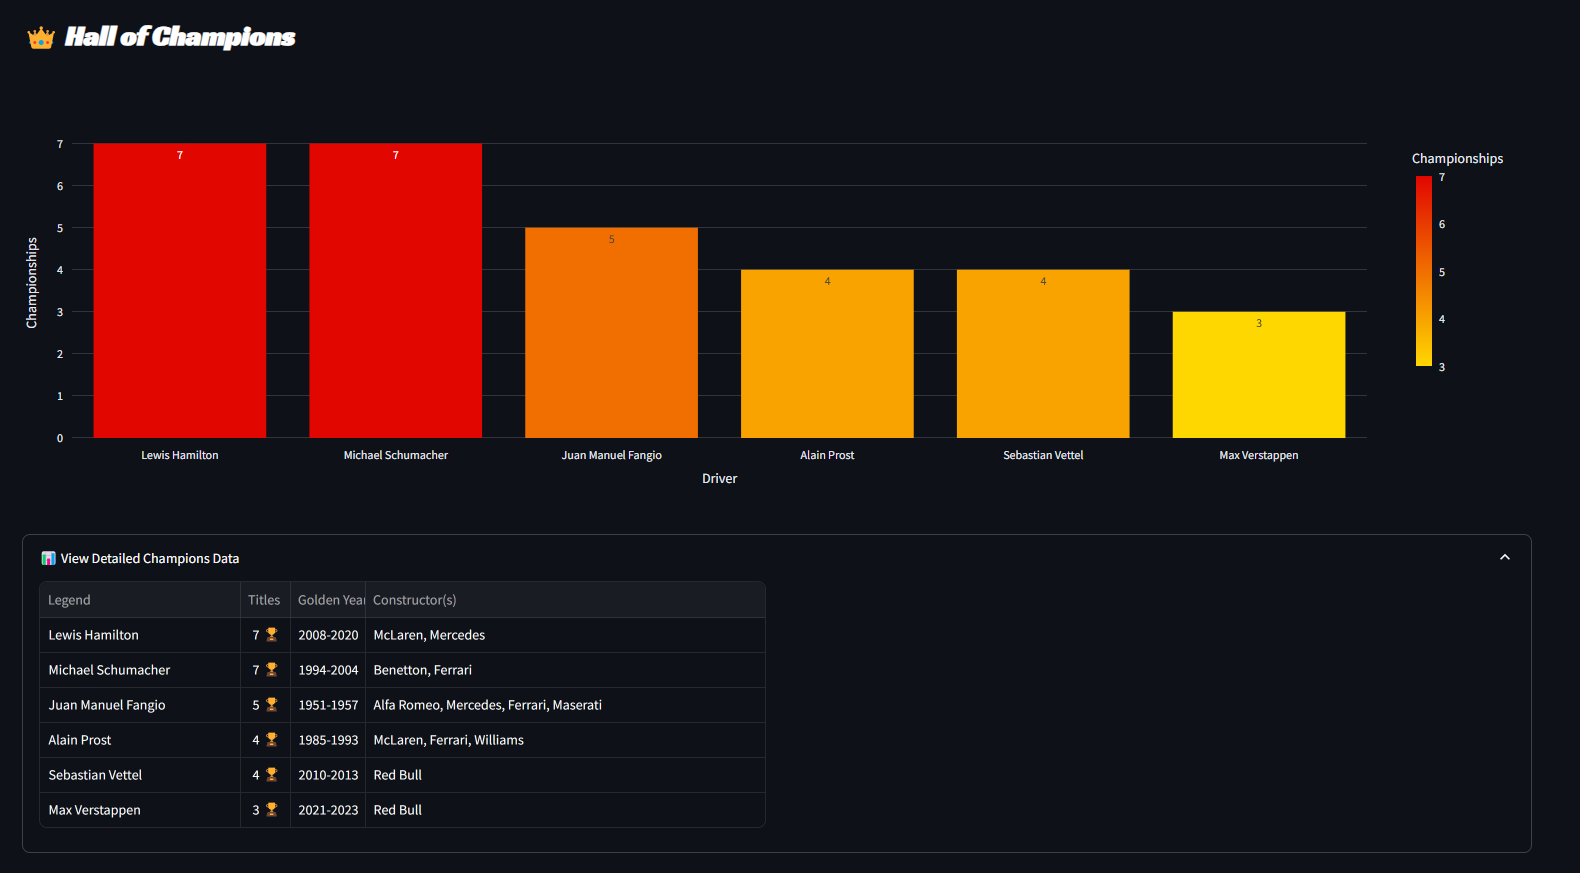 Hall of Champions
Championships
7
6
5
4
3
2
1
0
7
7
5
4
4
3
Lewis Hamilton
Michael Schumacher
Juan Manuel Fangio
Alain Prost
Sebastian Vettel
Max Verstappen
Driver
Championships
7
6
5
4
3
View Detailed Champions Data
Legend Titles Golden Year Constructor(s)
Lewis Hamilton 7 2008-2020 McLaren, Mercedes
Michael Schumacher 7 1994-2004 Benetton, Ferrari
Juan Manuel Fangio 5 1951-1957 Alfa Romeo, Mercedes, Ferrari, Maserati
Alain Prost 4 1985-1993 McLaren, Ferrari, Williams
Sebastian Vettel 4 2010-2013 Red Bull
Max Verstappen 3 2021-2023 Red Bull